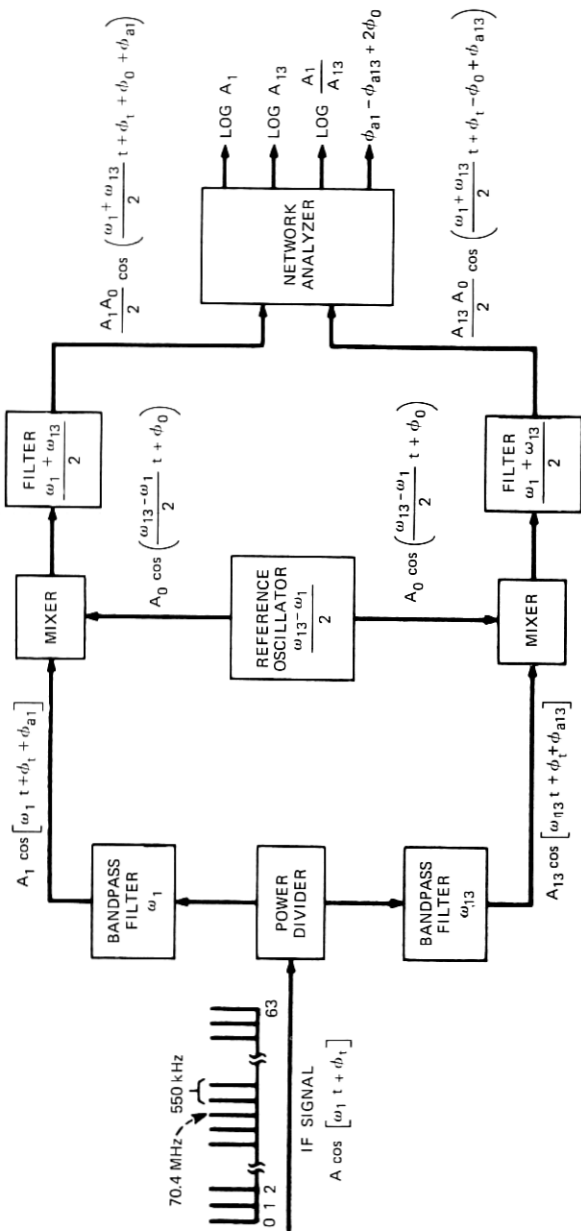 0 1 2
63
70.4 MHz
550 kHz
IF SIGNAL
A cos [ω₁ t + ϕₜ]
POWER
DIVIDER
BANDPASS
FILTER
ω₁
BANDPASS
FILTER
ω₁₃
A₁ cos [ω₁ t + ϕₜ + ϕₐ₁]
A₁₃ cos [ω₁₃ t + ϕₜ + ϕₐ₁₃]
MIXER
MIXER
REFERENCE
OSCILLATOR
ω₁₃ - ω₁
2
A₀ cos (ω₁₃ - ω₁ / 2 t + ϕ₀)
A₀ cos (ω₁₃ - ω₁ / 2 t + ϕ₀)
FILTER
ω₁ + ω₁₃
2
FILTER
ω₁ + ω₁₃
2
A₁ A₀ / 2 cos (ω₁ + ω₁₃ / 2 t + ϕₜ + ϕ₀ + ϕₐ₁)
A₁₃ A₀ / 2 cos (ω₁ + ω₁₃ / 2 t + ϕₜ - ϕ₀ + ϕₐ₁₃)
NETWORK
ANALYZER
LOG A₁
LOG A₁₃
LOG A₁ / A₁₃
ϕₐ₁ - ϕₐ₁₃ + 2ϕ₀